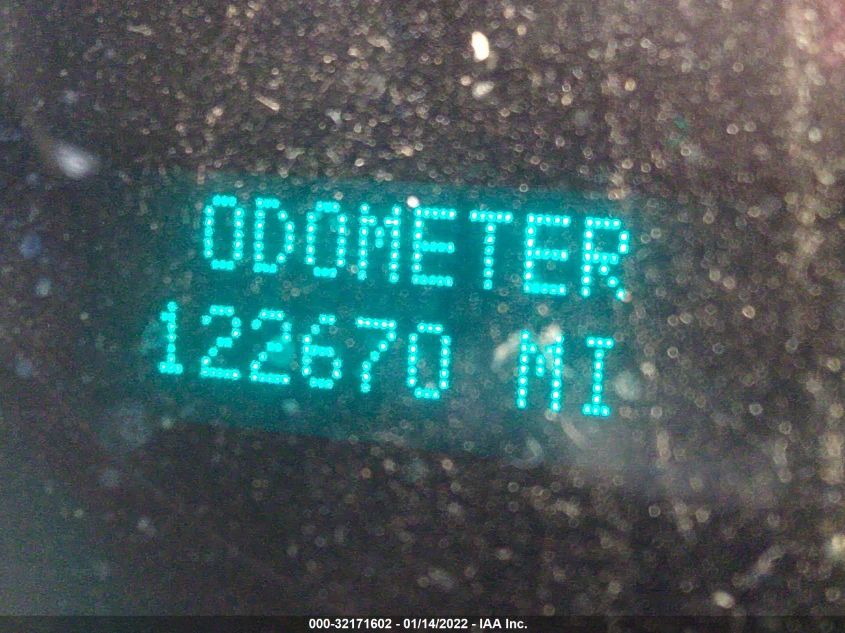 ODOMETER
122670 MI
000-32171602 - 01/14/2022 - IAA Inc.